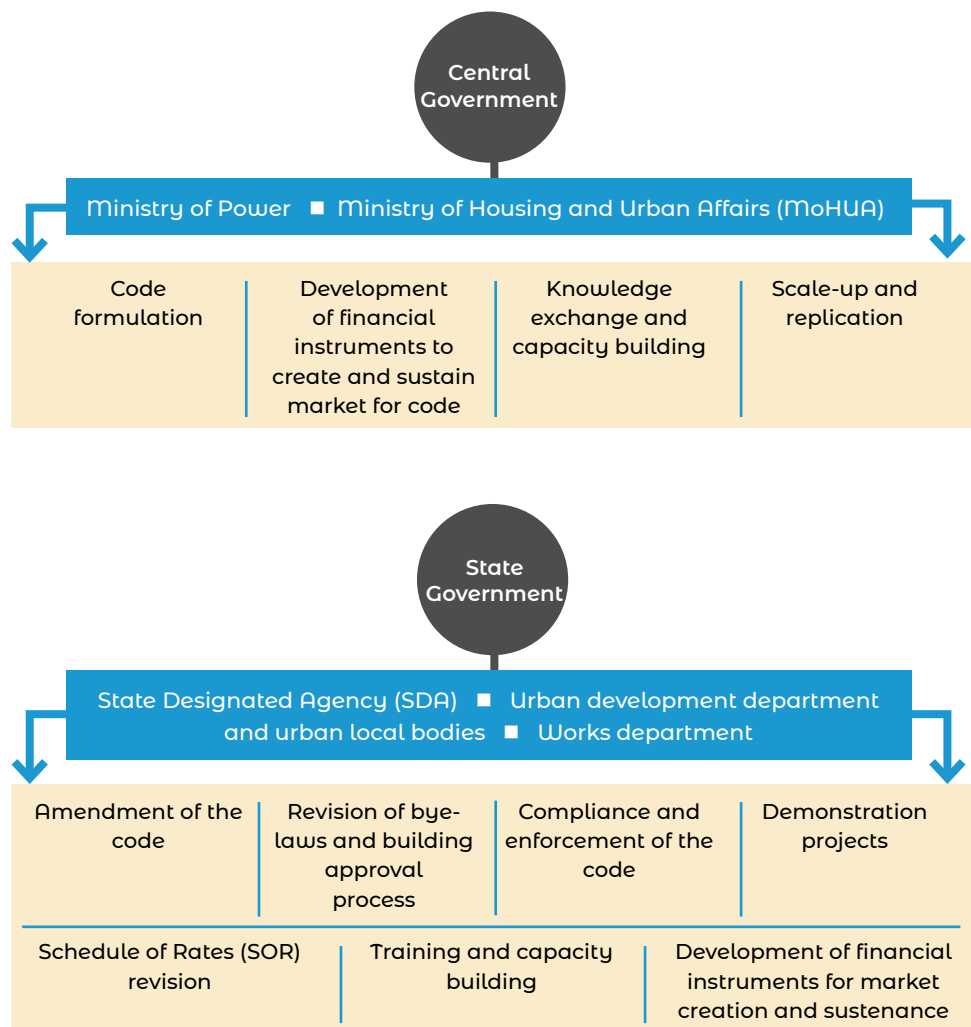 Central
Government
Ministry of Power ■ Ministry of Housing and Urban Affairs (MoHUA)
Code
formulation
Development
of financial
instruments to
create and sustain
market for code
Knowledge
exchange and
capacity building
Scale-up and
replication
State
Government
State Designated Agency (SDA) ■ Urban development department
and urban local bodies ■ Works department
Amendment of the
code
Revision of bye-
laws and building
approval
process
Compliance and
enforcement of the
code
Demonstration
projects
Schedule of Rates (SOR)
revision
Training and capacity
building
Development of financial
instruments for market
creation and sustenance